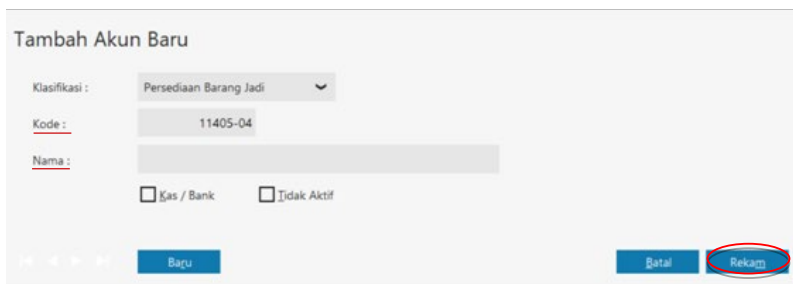 Tambah Akun Baru
Klasifikasi : Persediaan Barang Jadi
Kode : 11405-04
Nama :
Kas / Bank Tidak Aktif
Baru Batal Rekam